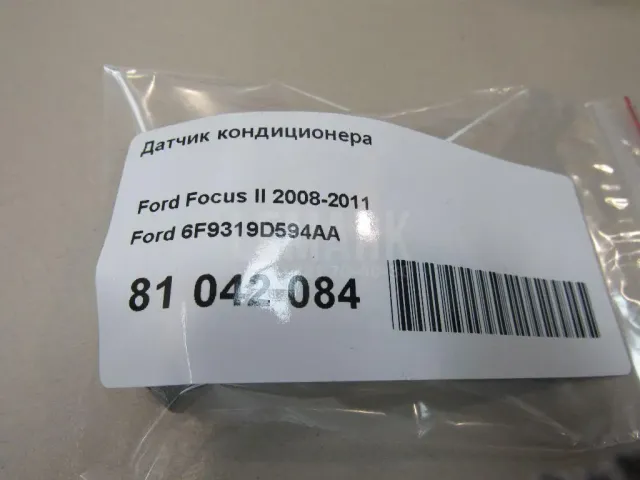 Датчик кондиционера
Ford Focus II 2008-2011
Ford 6F9319D594AA
81 042 084